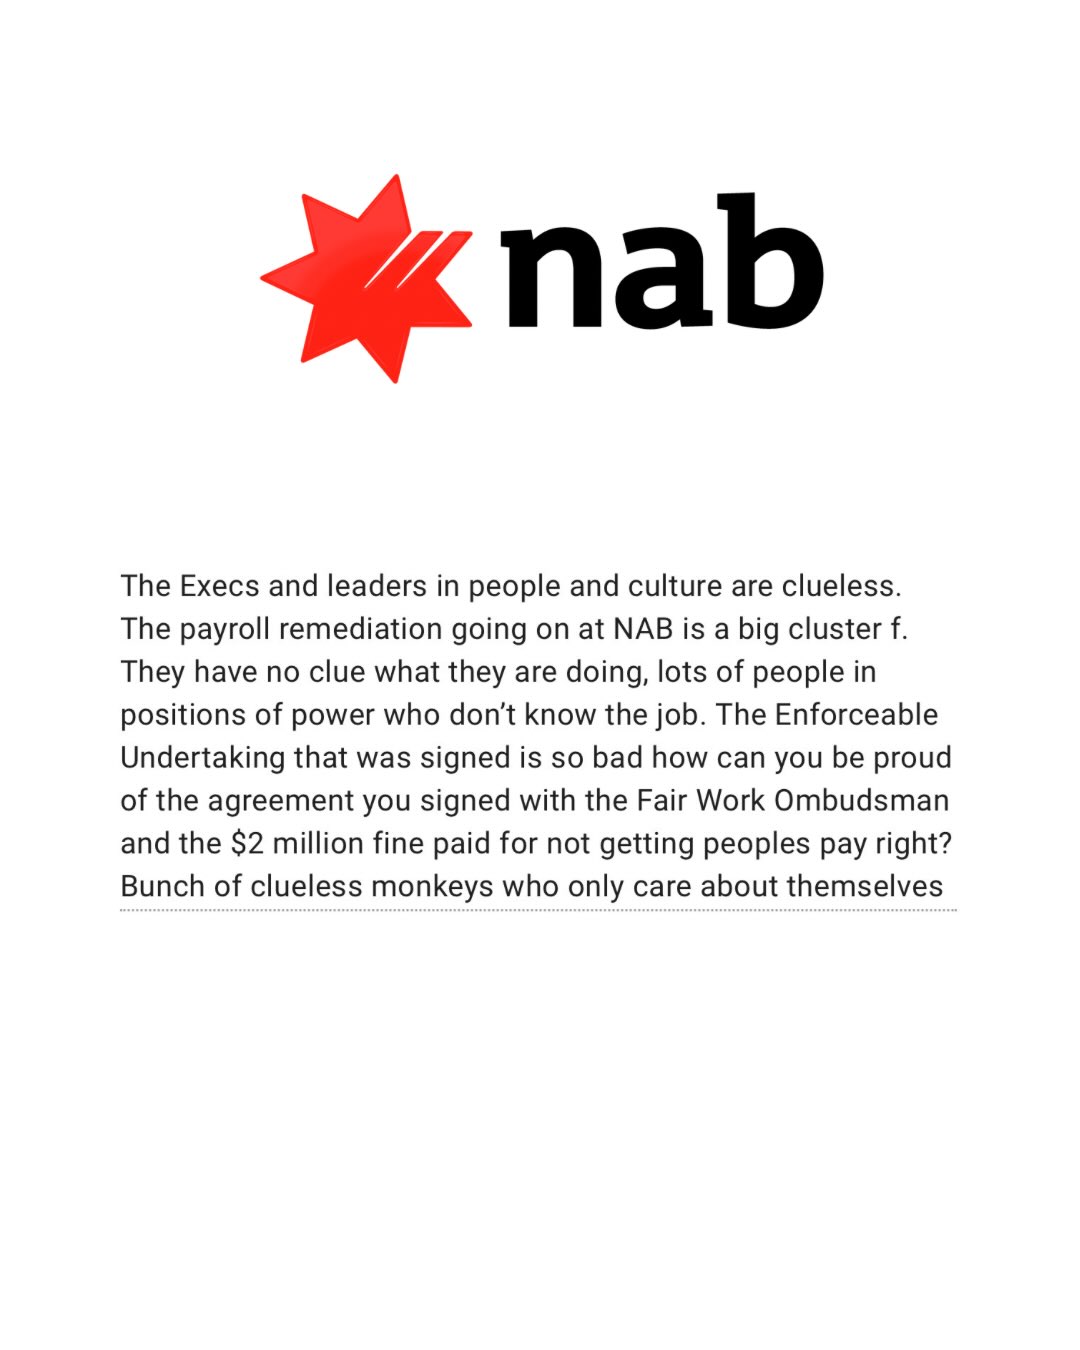 nab
The Execs and leaders in people and culture are clueless.
The payroll remediation going on at NAB is a big cluster f.
They have no clue what they are doing, lots of people in
positions of power who don’t know the job. The Enforceable
Undertaking that was signed is so bad how can you be proud
of the agreement you signed with the Fair Work Ombudsman
and the $2 million fine paid for not getting peoples pay right?
Bunch of clueless monkeys who only care about themselves